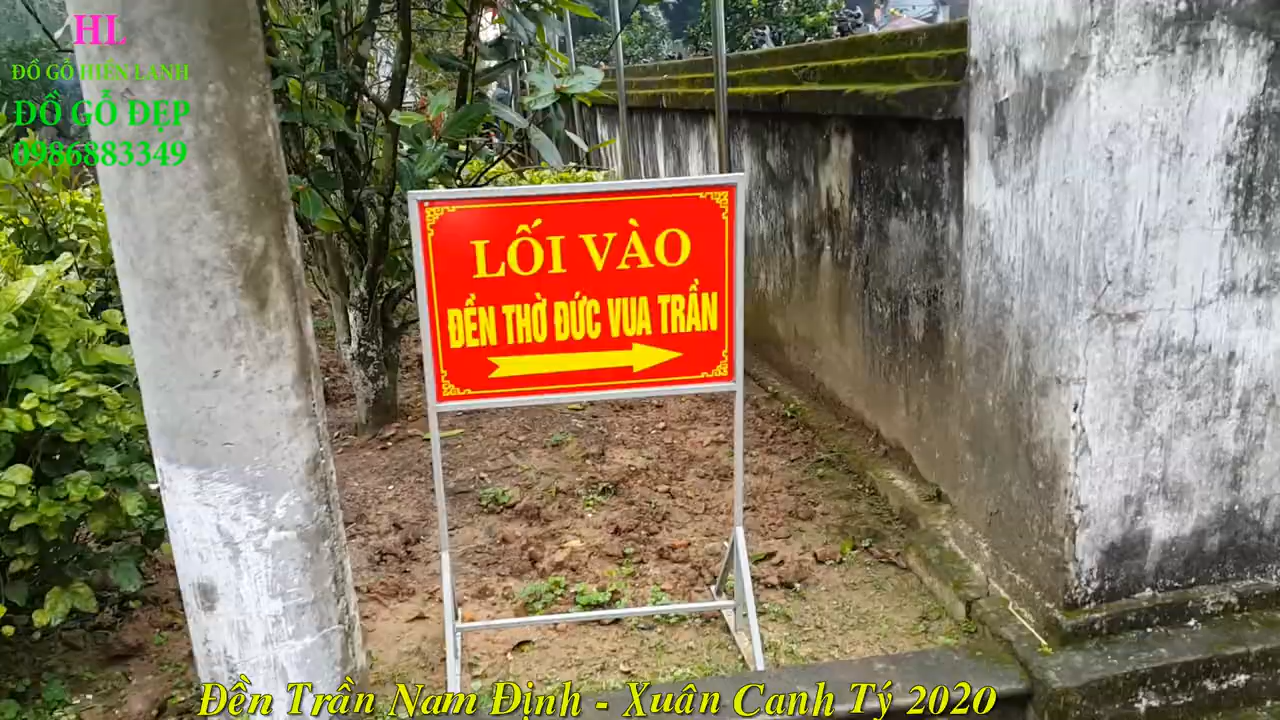 HL
ĐỒ GỖ HIỀN LANH
ĐỒ GỖ ĐẸP
0986883349
LỐI VÀO
ĐỀN THỜ ĐỨC VUA TRẦN
Đền Trần Nam Định - Xuân Canh Tý 2020